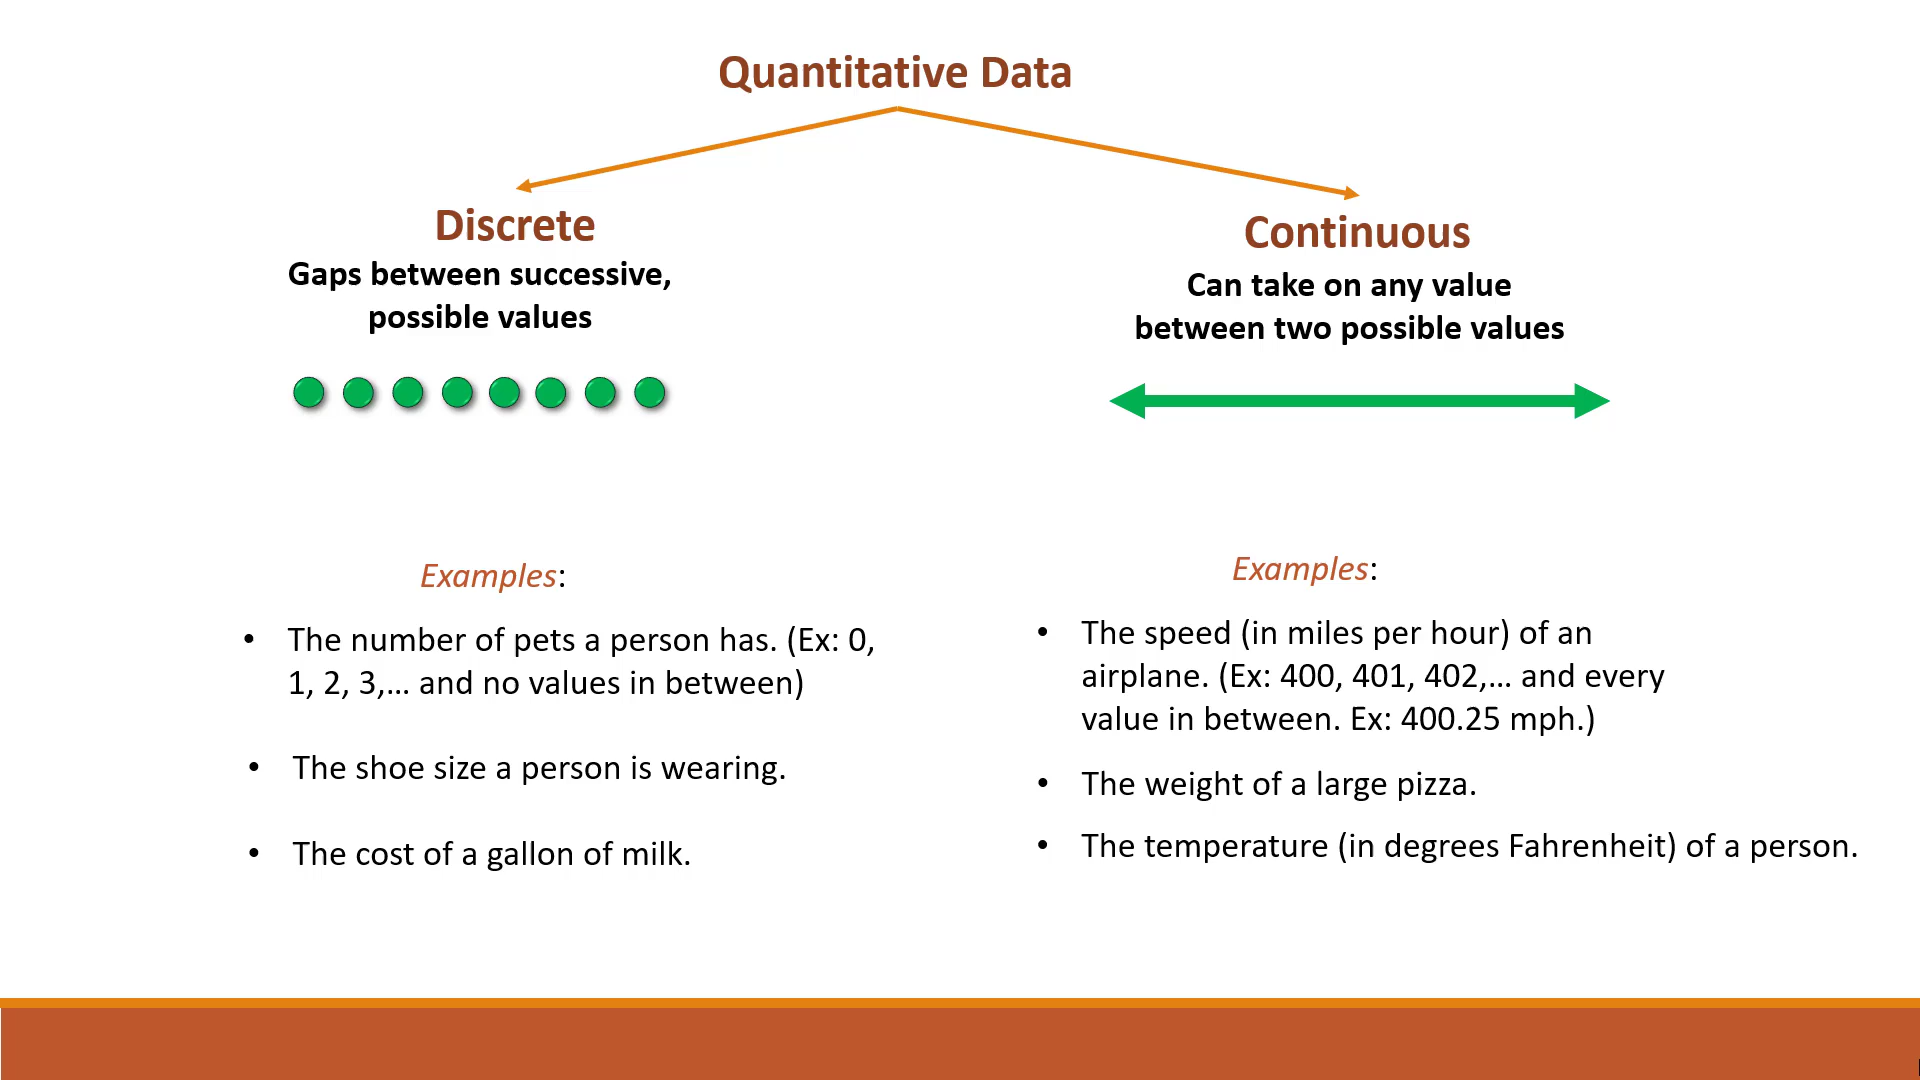 Quantitative Data
Discrete
Gaps between successive,
possible values
Examples:
• The number of pets a person has. (Ex: 0,
1, 2, 3,... and no values in between)
• The shoe size a person is wearing.
• The cost of a gallon of milk.
Continuous
Can take on any value
between two possible values
Examples:
• The speed (in miles per hour) of an
airplane. (Ex: 400, 401, 402,... and every
value in between. Ex: 400.25 mph.)
• The weight of a large pizza.
• The temperature (in degrees Fahrenheit) of a person.